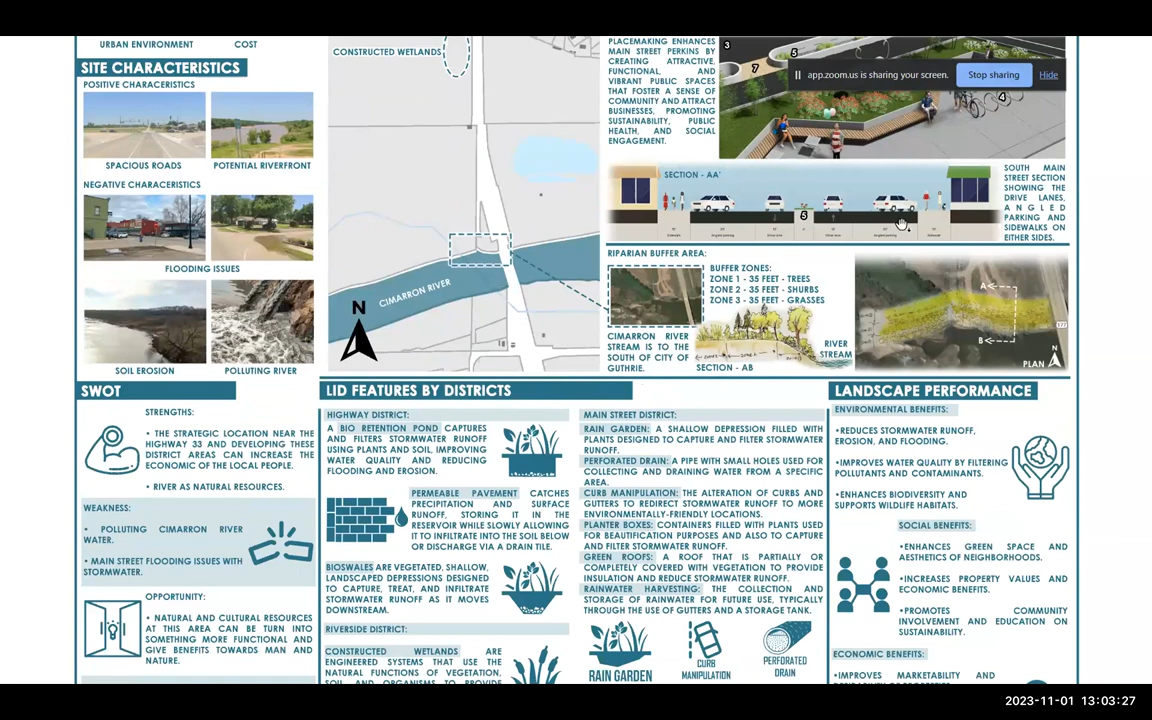 URBAN ENVIRONMENT COST
SITE CHARACTERISTICS
POSITIVE CHARACTERISTICS
SPACIOUS ROADS POTENTIAL RIVERFRONT
NEGATIVE CHARACERISTICS
FLOODING ISSUES
SOIL EROSION POLLUTING RIVER
CONSTRUCTED WETLANDS
CIMARRON RIVER
N
PLACEMAKING ENHANCES
MAIN STREET PERKINS BY
CREATING ATTRACTIVE,
FUNCTIONAL, AND
VIBRANT PUBLIC SPACES
THAT FOSTER A SENSE OF
COMMUNITY AND ATTRACT
BUSINESSES, PROMOTING
SUSTAINABILITY, PUBLIC
HEALTH, AND SOCIAL
ENGAGEMENT.
3
5
7
4
app.zoom.us is sharing your screen. Stop sharing Hide
SECTION - AA'
5
SOUTH MAIN
STREET SECTION
SHOWING THE
DRIVE LANES,
ANGLED
PARKING AND
SIDEWALKS ON
EITHER SIDES.
RIPARIAN BUFFER AREA:
BUFFER ZONES:
ZONE 1 - 35 FEET - TREES
ZONE 2 - 35 FEET - SHURBS
ZONE 3 - 35 FEET - GRASSES
CIMARRON RIVER
STREAM IS TO THE
SOUTH OF CITY OF
GUTHRIE.
RIVER
STREAM
SECTION - AB
A
B
177
N
PLAN
SWOT
STRENGTHS:
• THE STRATEGIC LOCATION NEAR THE
HIGHWAY 33 AND DEVELOPING THESE
DISTRICT AREAS CAN INCREASE THE
ECONOMIC OF THE LOCAL PEOPLE.
• RIVER AS NATURAL RESOURCES.
WEAKNESS:
• POLLUTING CIMARRON RIVER
WATER.
• MAIN STREET FLOODING ISSUES WITH
STORMWATER.
OPPORTUNITY:
• NATURAL AND CULTURAL RESOURCES
AT THIS AREA CAN BE TURN INTO
SOMETHING MORE FUNCTIONAL AND
GIVE BENEFITS TOWARDS MAN AND
NATURE.
LID FEATURES BY DISTRICTS
HIGHWAY DISTRICT:
A BIO RETENTION POND CAPTURES
AND FILTERS STORMWATER RUNOFF
USING PLANTS AND SOIL, IMPROVING
WATER QUALITY AND REDUCING
FLOODING AND EROSION.
PERMEABLE PAVEMENT CATCHES
PRECIPITATION AND SURFACE
RUNOFF, STORING IT IN THE
RESERVOIR WHILE SLOWLY ALLOWING
IT TO INFILTRATE INTO THE SOIL BELOW
OR DISCHARGE VIA A DRAIN TILE.
BIOSWALES ARE VEGETATED, SHALLOW,
LANDSCAPED DEPRESSIONS DESIGNED
TO CAPTURE, TREAT, AND INFILTRATE
STORMWATER RUNOFF AS IT MOVES
DOWNSTREAM.
RIVERSIDE DISTRICT:
CONSTRUCTED WETLANDS ARE
ENGINEERED SYSTEMS THAT USE THE
NATURAL FUNCTIONS OF VEGETATION,
SOIL, AND ORGANISMS TO PROVIDE
MAIN STREET DISTRICT:
RAIN GARDEN: A SHALLOW DEPRESSION FILLED WITH
PLANTS DESIGNED TO CAPTURE AND FILTER STORMWATER
RUNOFF.
PERFORATED DRAIN: A PIPE WITH SMALL HOLES USED FOR
COLLECTING AND DRAINING WATER FROM A SPECIFIC
AREA.
CURB MANIPULATION: THE ALTERATION OF CURBS AND
GUTTERS TO REDIRECT STORMWATER RUNOFF TO MORE
ENVIRONMENTALLY-FRIENDLY LOCATIONS.
PLANTER BOXES: CONTAINERS FILLED WITH PLANTS USED
FOR BEAUTIFICATION PURPOSES AND ALSO TO CAPTURE
AND FILTER STORMWATER RUNOFF.
GREEN ROOFS: A ROOF THAT IS PARTIALLY OR
COMPLETELY COVERED WITH VEGETATION TO PROVIDE
INSULATION AND REDUCE STORMWATER RUNOFF.
RAINWATER HARVESTING: THE COLLECTION AND
STORAGE OF RAINWATER FOR FUTURE USE, TYPICALLY
THROUGH THE USE OF GUTTERS AND A STORAGE TANK.
RAIN GARDEN
CURB
MANIPULATION
PERFORATED
DRAIN
LANDSCAPE PERFORMANCE
ENVIRONMENTAL BENEFITS:
•REDUCES STORMWATER RUNOFF,
EROSION, AND FLOODING.
•IMPROVES WATER QUALITY BY FILTERING
POLLUTANTS AND CONTAMINANTS.
•ENHANCES BIODIVERSITY AND
SUPPORTS WILDLIFE HABITATS.
SOCIAL BENEFITS:
•ENHANCES GREEN SPACE AND
AESTHETICS OF NEIGHBORHOODS.
•INCREASES PROPERTY VALUES AND
ECONOMIC BENEFITS.
•PROMOTES COMMUNITY
INVOLVEMENT AND EDUCATION ON
SUSTAINABILITY.
ECONOMIC BENEFITS:
•IMPROVES MARKETABILITY AND
2023-11-01 13:03:27